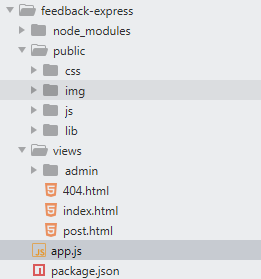 feedback-express
node_modules
public
css
img
js
lib
views
admin
404.html
index.html
post.html
JS app.js
package.json